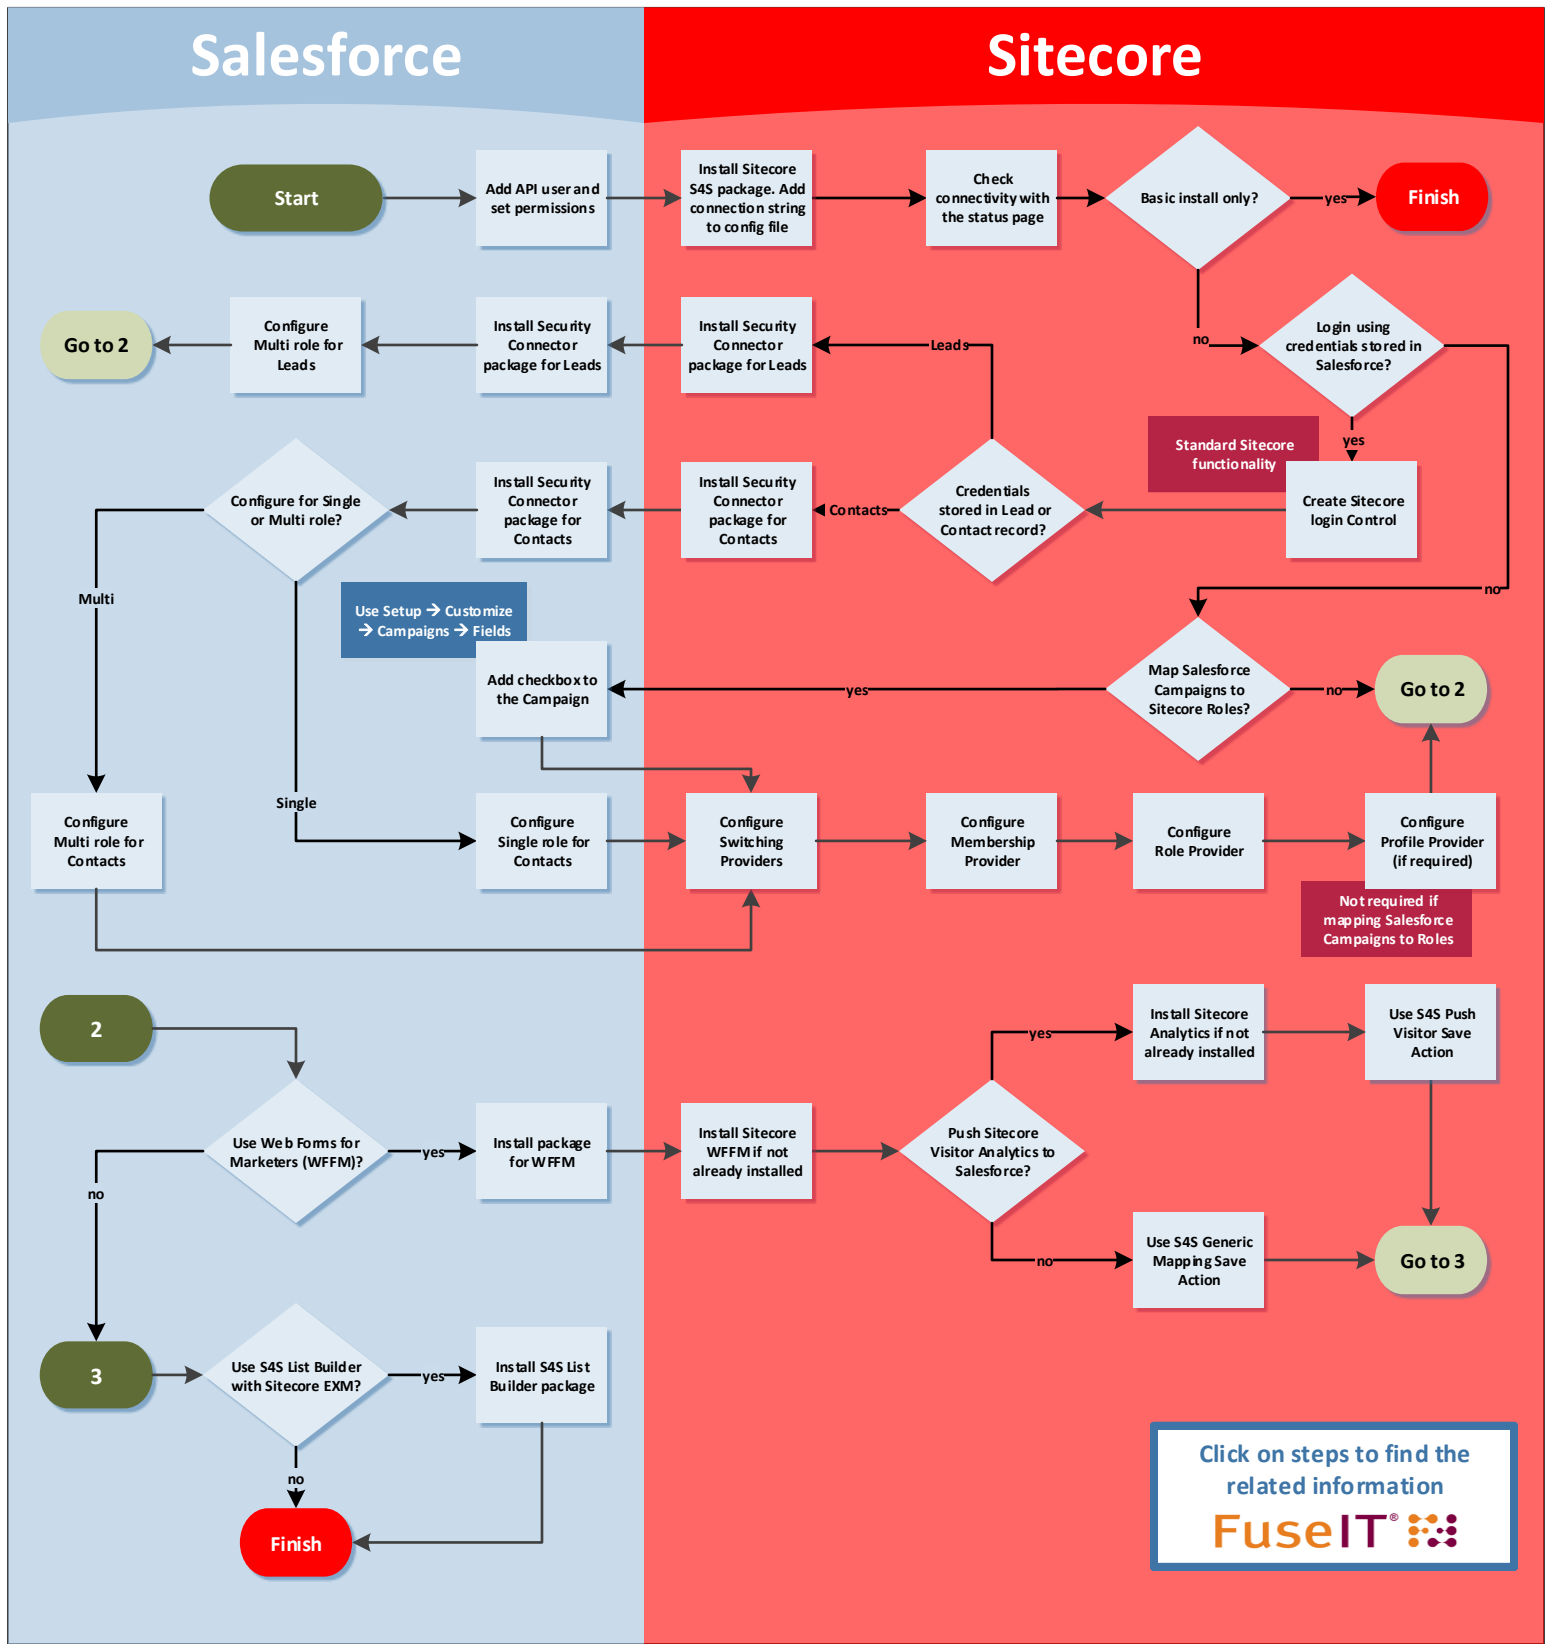 Salesforce
Sitecore
Start
Add API user and
set permissions
Install Sitecore
S4S package. Add
connection string
to config file
Check
connectivity with
the status page
Basic install only?
yes
Finish
no
Login using
credentials stored in
Salesforce?
yes
no
Go to 2
Configure
Multi role for
Leads
Install Security
Connector
package for Leads
Install Security
Connector
package for Leads
Leads
Standard Sitecore
functionality
Create Sitecore
login Control
Credentials
stored in Lead or
Contact record?
Contacts
Install Security
Connector
package for
Contacts
Install Security
Connector
package for
Contacts
Configure for Single
or Multi role?
Multi
Single
Use Setup → Customize
→ Campaigns → Fields
Add checkbox to
the Campaign
yes
Map Salesforce
Campaigns to
Sitecore Roles?
no
Go to 2
Configure
Multi role for
Contacts
Configure
Single role for
Contacts
Configure
Switching
Providers
Configure
Membership
Provider
Configure
Role Provider
Configure
Profile Provider
(if required)
Not required if
mapping Salesforce
Campaigns to Roles
2
Use Web Forms for
Marketers (WFFM)?
yes
no
Install package
for WFFM
Install Sitecore
WFFM if not
already installed
Push Sitecore
Visitor Analytics to
Salesforce?
yes
Install Sitecore
Analytics if not
already installed
Use S4S Push
Visitor Save
Action
no
Use S4S Generic
Mapping Save
Action
Go to 3
3
Use S4S List Builder
with Sitecore EXM?
yes
Install S4S List
Builder package
no
Finish
Click on steps to find the
related information
FuseIT®